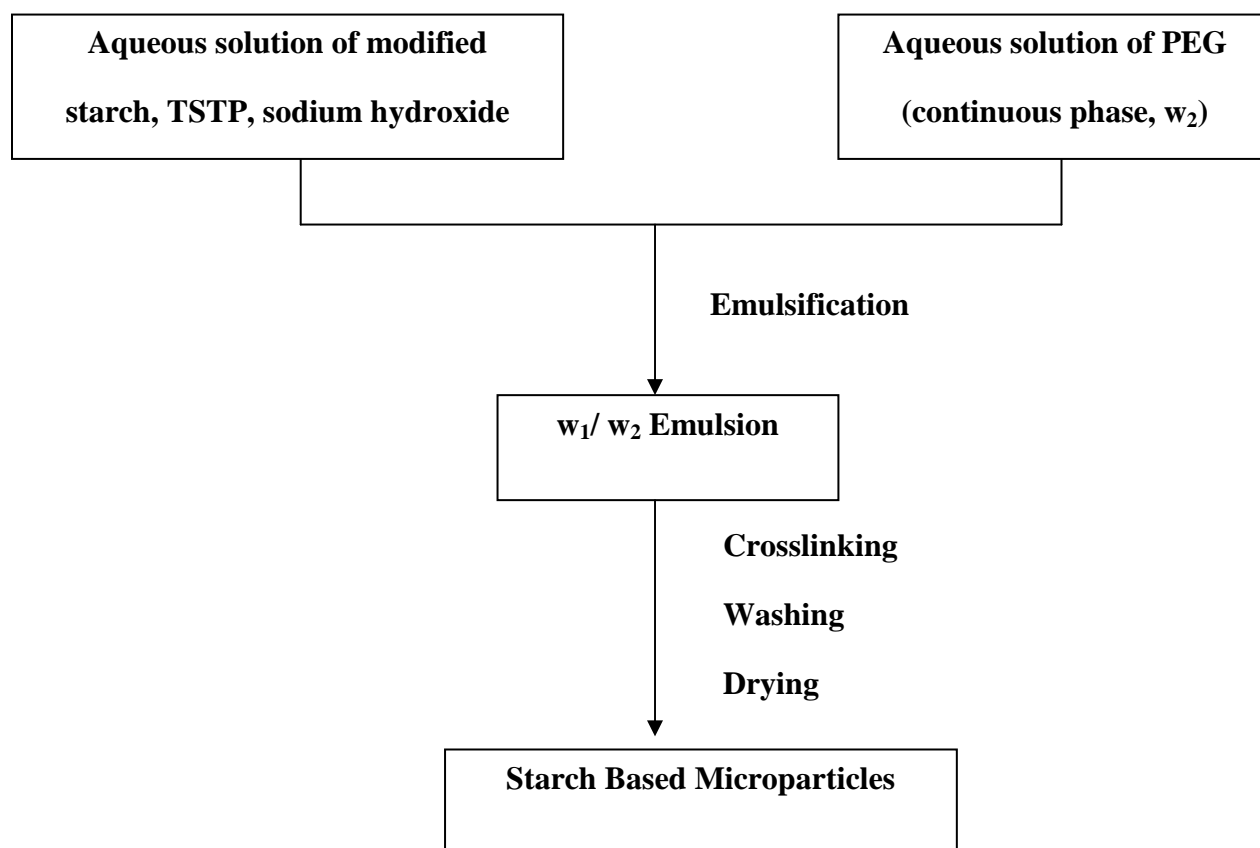 Aqueous solution of modified
starch, TSTP, sodium hydroxide
Aqueous solution of PEG
(continuous phase, w₂)
Emulsification
w₁/ w₂ Emulsion
Crosslinking
Washing
Drying
Starch Based Microparticles